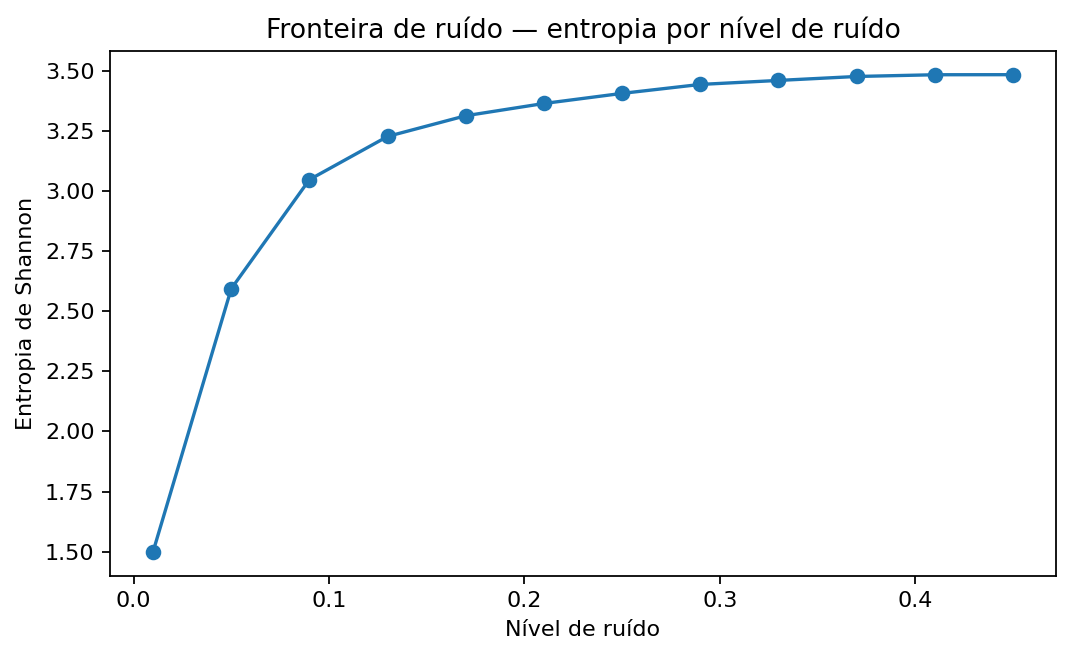 Fronteira de ruído — entropia por nível de ruído
Entropia de Shannon
3.50
3.25
3.00
2.75
2.50
2.25
2.00
1.75
1.50
0.0 0.1 0.2 0.3 0.4
Nível de ruído